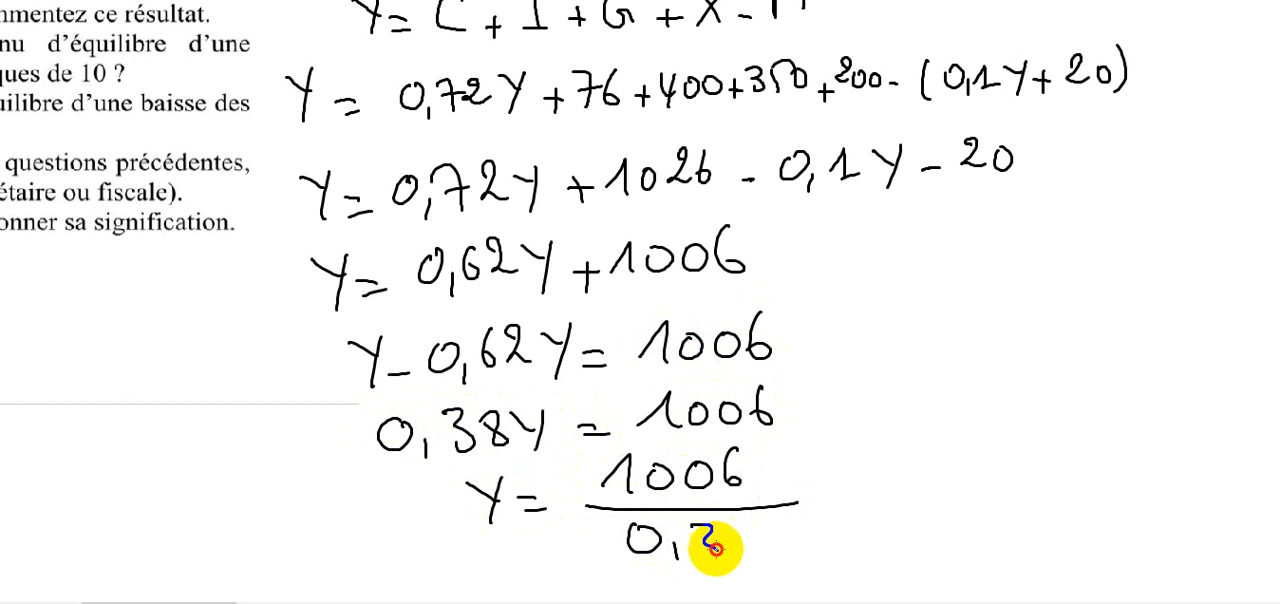 mmentez ce résultat.
nu d'équilibre d'une
ques de 10 ?
uilibre d'une baisse des
questions précédentes,
étaire ou fiscale).
onner sa signification.
Y = C + I + G + X -
Y = 0,72Y + 76 + 400 + 350 + 200 - (0,1Y + 20)
Y = 0,72Y + 1026 - 0,1Y - 20
Y = 0,62Y + 1006
Y - 0,62Y = 1006
0,38Y = 1006
Y = 1006
0,3